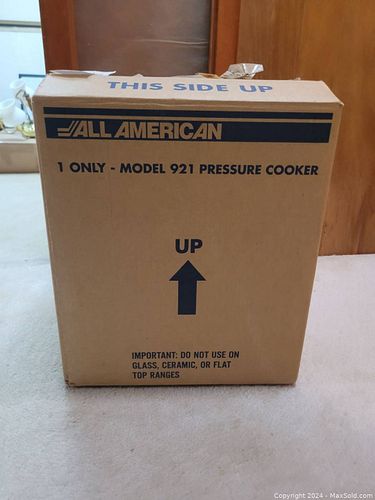 THIS SIDE UP
ALL AMERICAN
1 ONLY - MODEL 921 PRESSURE COOKER
UP
IMPORTANT: DO NOT USE ON
GLASS, CERAMIC, OR FLAT
TOP RANGES
Copyright 2024 - MaxSold.com